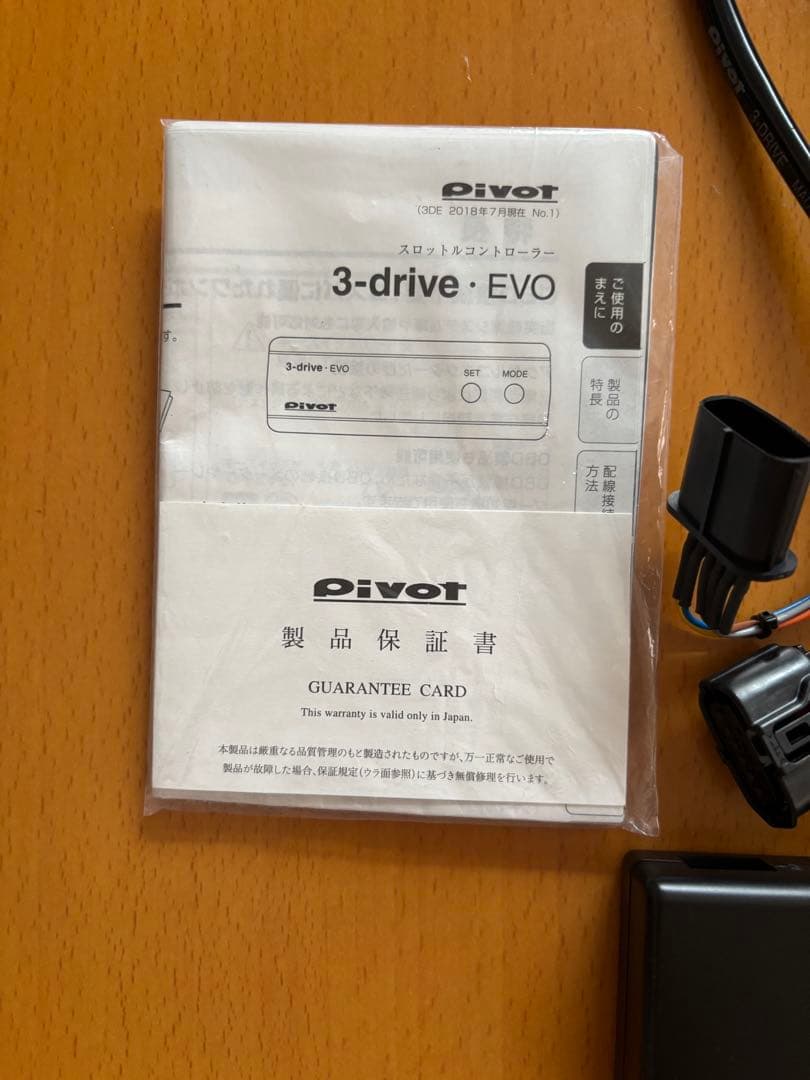 Pivot
(3DE 2018年7月現在 No.1)
スロットルコントローラー
3-drive・EVO
す。
3-drive・EVO
SET
MODE
Pivot
ご使用の
まえに
製品の
特長
配線接続
方法
Pivot
製品保証書
GUARANTEE CARD
This warranty is valid only in Japan.
本製品は厳重なる品質管理のもと製造されたものですが、万一正常なご使用で
製品が故障した場合、保証規定(ウラ面参照)に基づき無償修理を行います。
Pivot 3-DRIVE